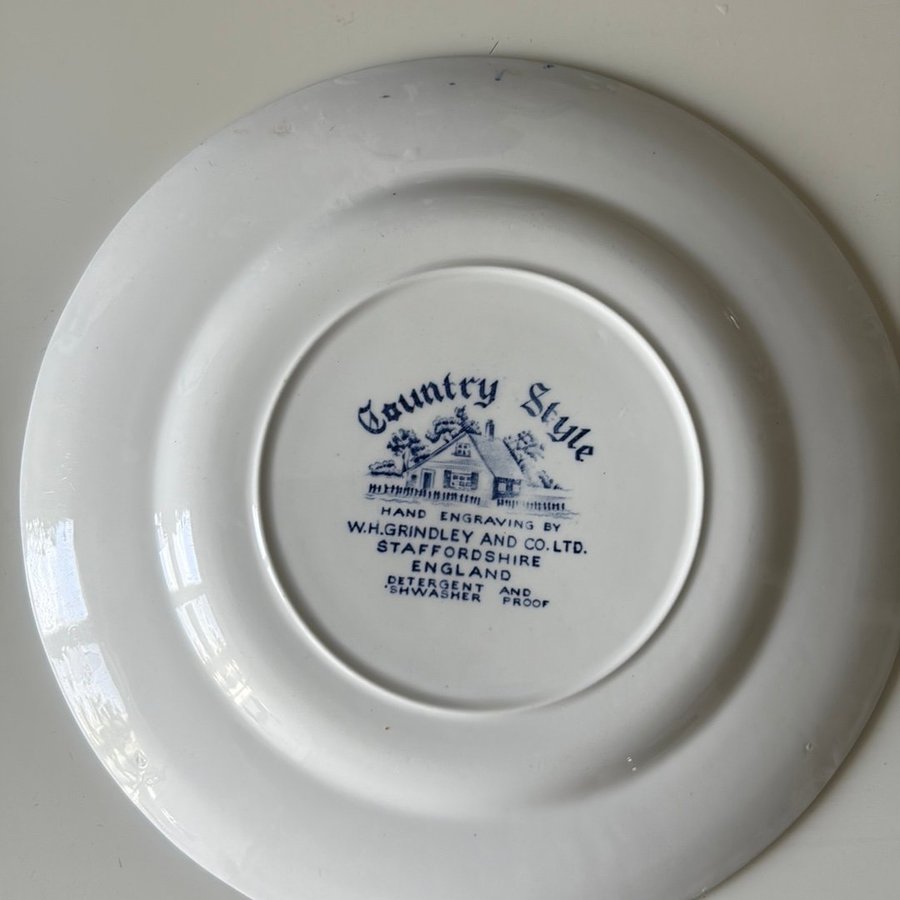 Country Style
HAND ENGRAVING BY
W.H.GRINDLEY AND CO.LTD.
STAFFORDSHIRE
ENGLAND
DETERGENT AND
'SHWASHER PROOF